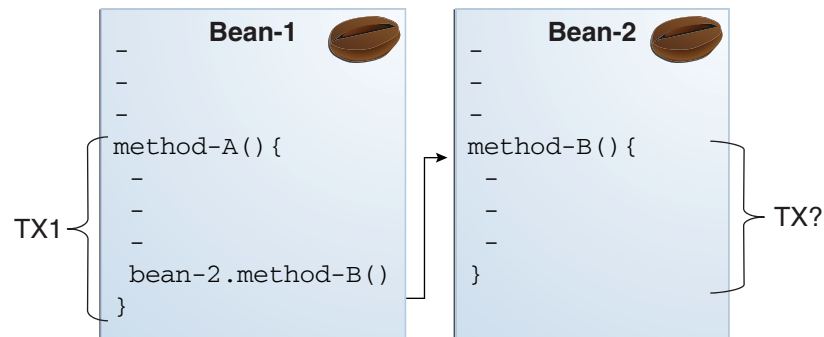 Bean-1
–
–
–
method-A(){
–
–
–
bean-2.method-B()
}
TX1
Bean-2
–
–
–
method-B(){
–
–
–
}
TX?